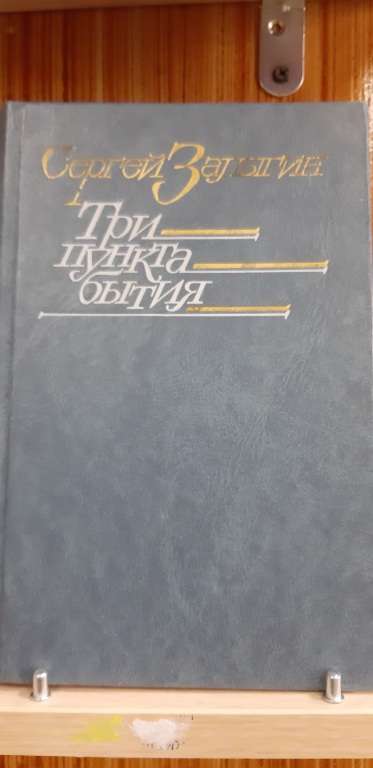 Сергей Залыгин
Три
пункта
бытия